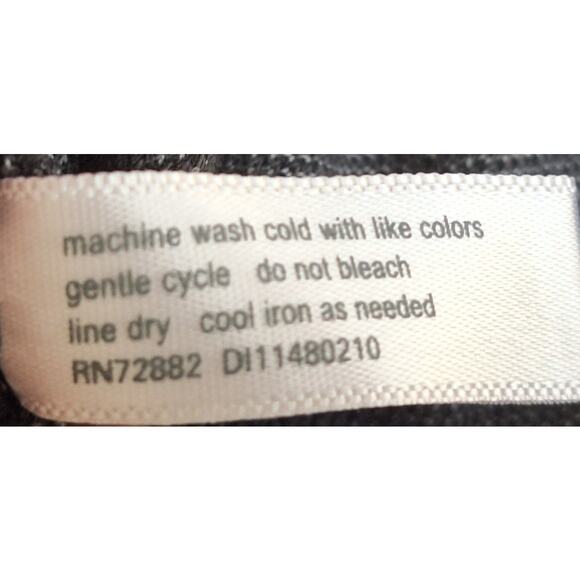 machine wash cold with like colors
gentle cycle do not bleach
line dry cool iron as needed
RN72882 DI11480210